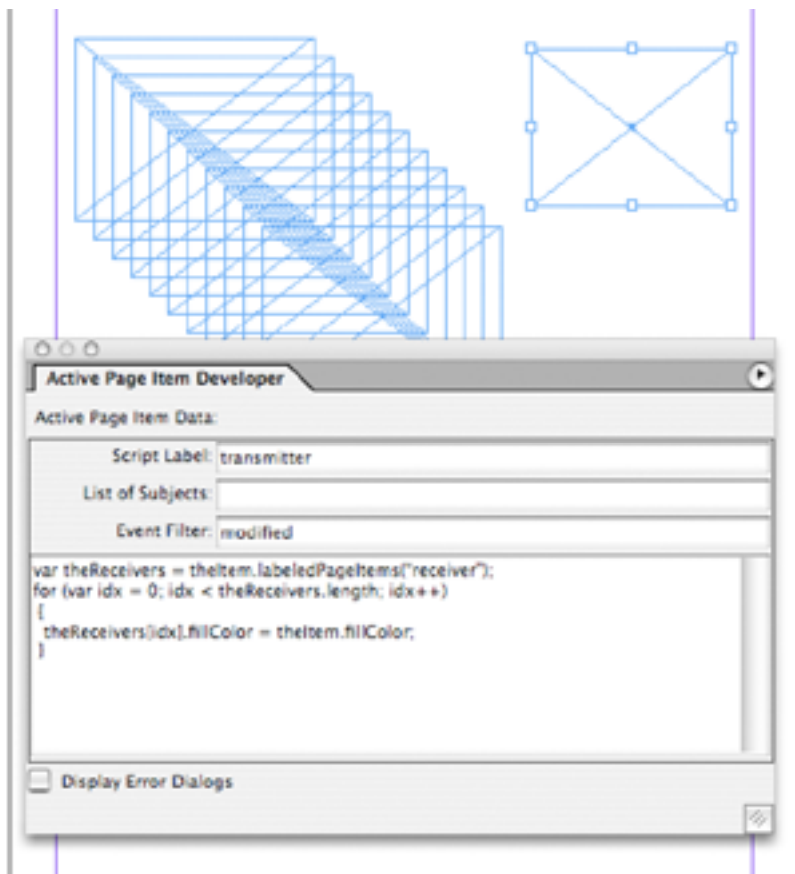 Active Page Item Developer
Active Page Item Data:
Script Label: transmitter
List of Subjects:
Event Filter: modified
var theReceivers = theItem.labeledPageItems("receiver");
for (var idx = 0; idx < theReceivers.length; idx++)
{
theReceivers[idx].fillColor = theItem.fillColor;
}
Display Error Dialogs